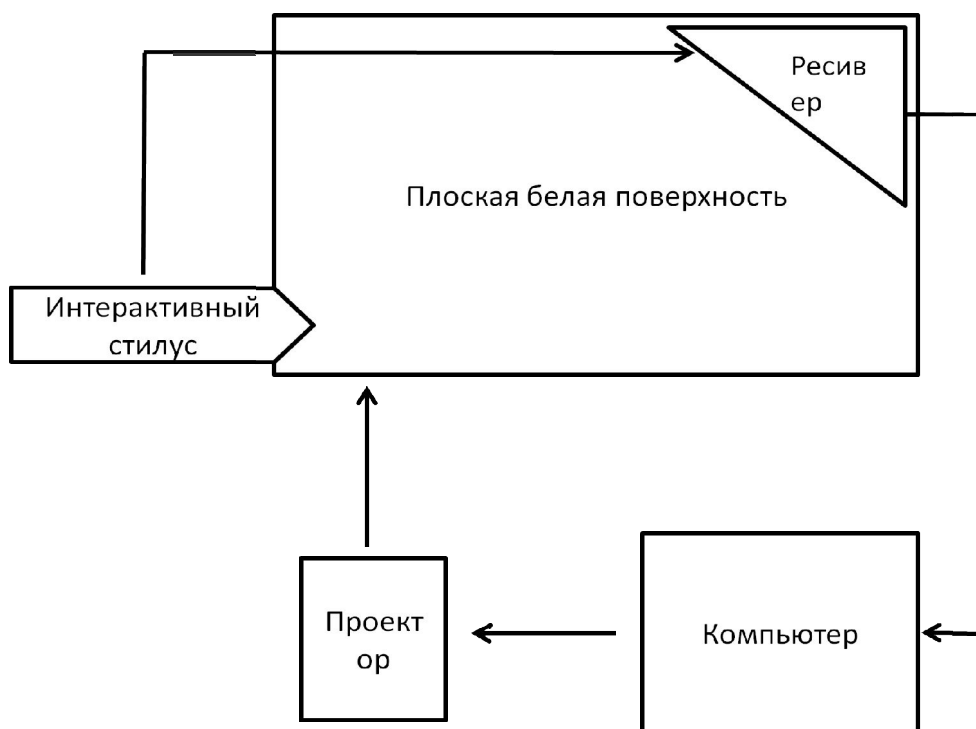 Ресив
ер
Плоская белая поверхность
Интерактивный
стилус
Проект
ор
Компьютер